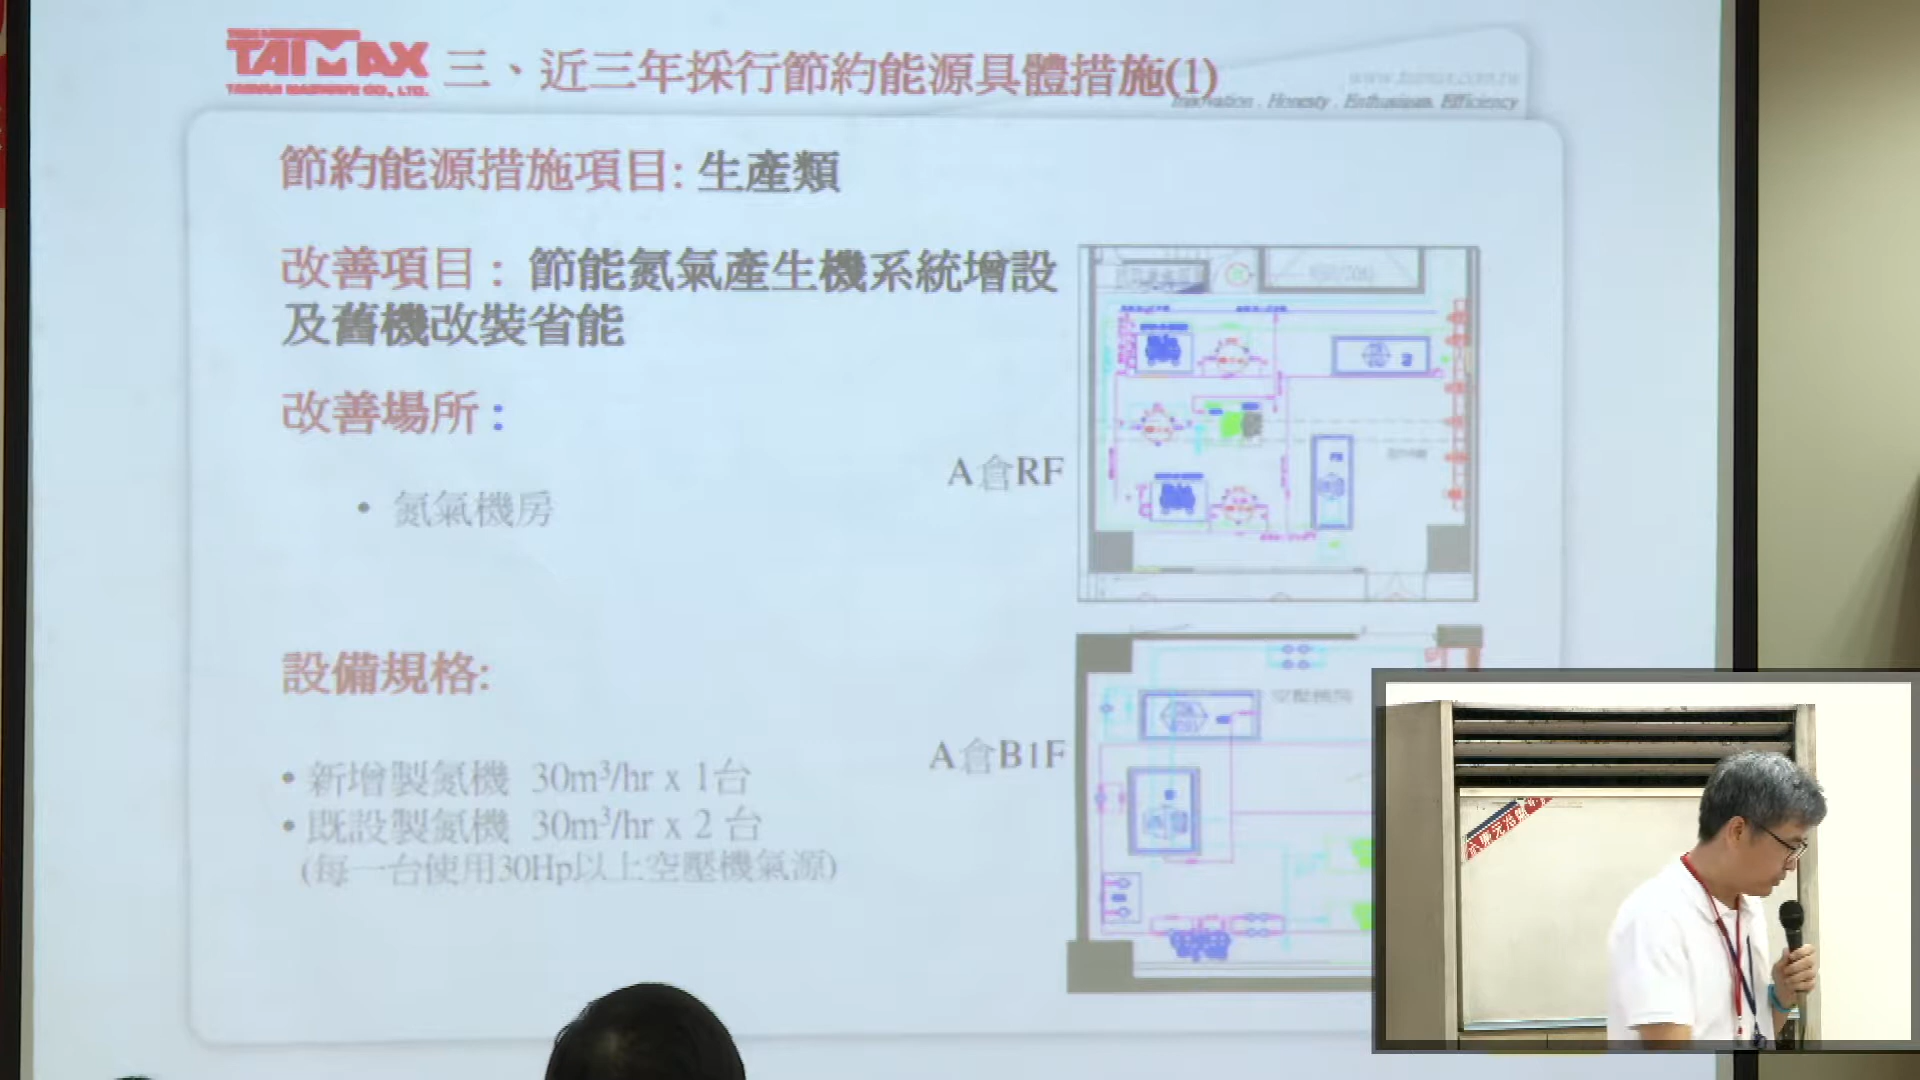 TAIMAX
三、近三年採行節約能源具體措施(1)
Innovation . Honesty . Enthusiasm. Efficiency
節約能源措施項目: 生產類
改善項目 : 節能氮氣產生機系統增設
及舊機改裝省能
改善場所 :
• 氮氣機房
A倉RF
設備規格:
A倉B1F
• 新增製氮機 30m³/hr x 1台
• 既設製氮機 30m³/hr x 2 台
(每一台使用30Hp以上空壓機氣源)